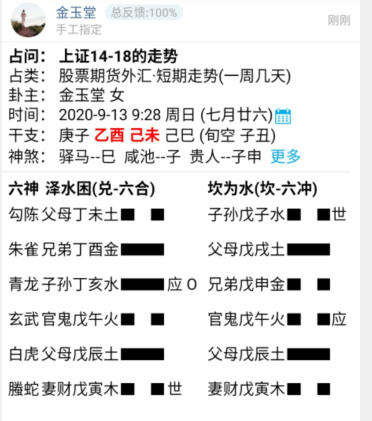 金玉堂 总反馈:100%
手工指定
刚刚
占问： 上证14-18的走势
占类： 股票期货外汇·短期走势(一周几天)
卦主： 金玉堂 女
时间： 2020-9-13 9:28 周日 (七月廿六)
干支： 庚子 乙酉 己未 己巳 (旬空 子丑)
神煞： 驿马--巳 咸池--子 贵人--子申 更多
六神 泽水困(兑-六合) 坎为水(坎-六冲)
勾陈 父母丁未土 子孙戊子水 世
朱雀 兄弟丁酉金 父母戊戌土
青龙 子孙丁亥水 应 O 兄弟戊申金
玄武 官鬼戊午火 官鬼戊午火 应
白虎 父母戊辰土 父母戊辰土
螣蛇 妻财戊寅木 世 妻财戊寅木